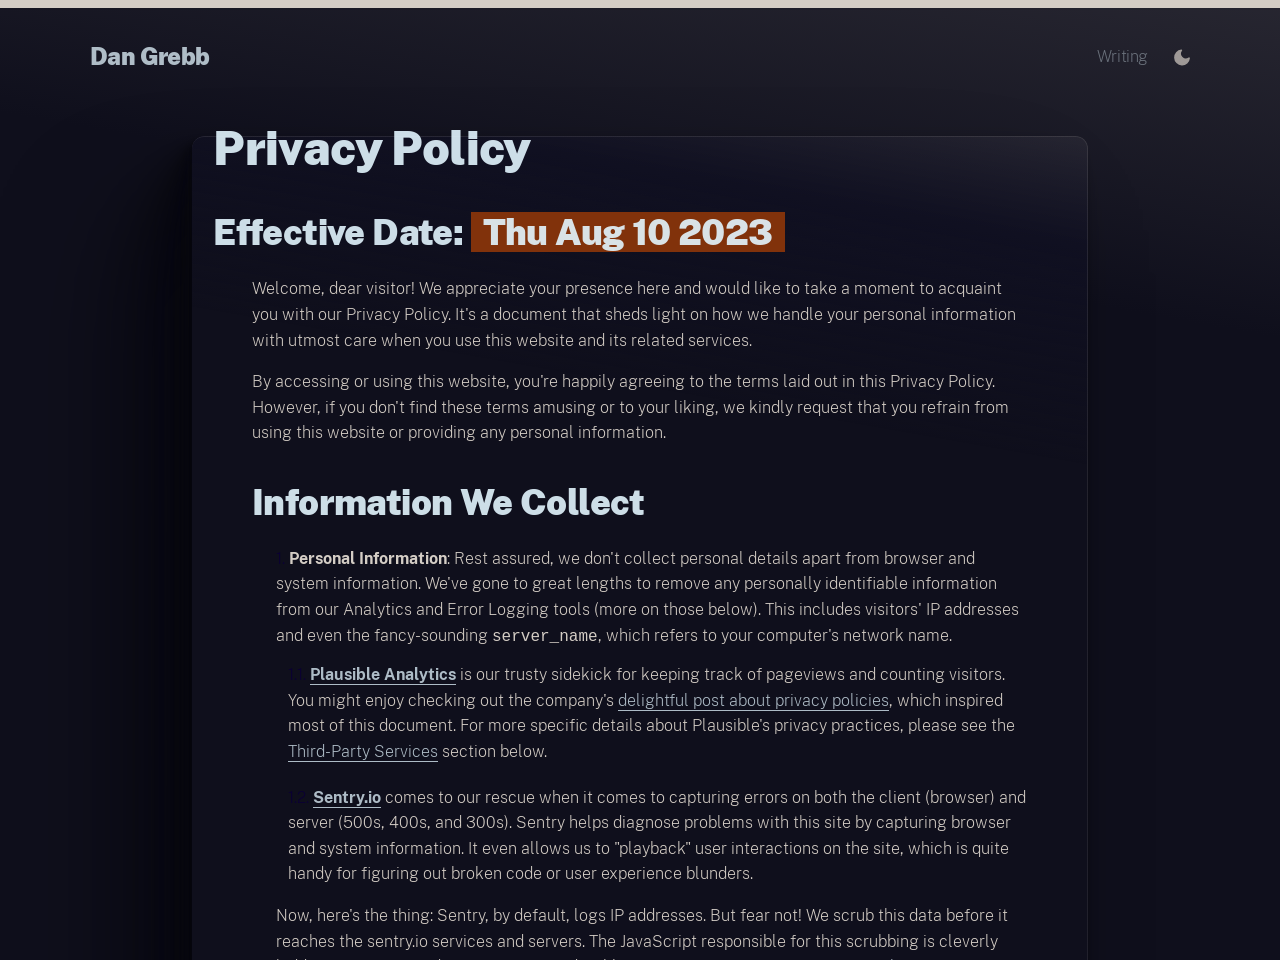 Dan Grebb
Writing
Privacy Policy
Effective Date: Thu Aug 10 2023
Welcome, dear visitor! We appreciate your presence here and would like to take a moment to acquaint
you with our Privacy Policy. It's a document that sheds light on how we handle your personal information
with utmost care when you use this website and its related services.
By accessing or using this website, you're happily agreeing to the terms laid out in this Privacy Policy.
However, if you don't find these terms amusing or to your liking, we kindly request that you refrain from
using this website or providing any personal information.
Information We Collect
Personal Information: Rest assured, we don't collect personal details apart from browser and
system information. We've gone to great lengths to remove any personally identifiable information
from our Analytics and Error Logging tools (more on those below). This includes visitors' IP addresses
and even the fancy-sounding server_name, which refers to your computer's network name.
Plausible Analytics is our trusty sidekick for keeping track of pageviews and counting visitors.
You might enjoy checking out the company's delightful post about privacy policies, which inspired
most of this document. For more specific details about Plausible's privacy practices, please see the
Third-Party Services section below.
Sentry.io comes to our rescue when it comes to capturing errors on both the client (browser) and
server (500s, 400s, and 300s). Sentry helps diagnose problems with this site by capturing browser
and system information. It even allows us to "playback" user interactions on the site, which is quite
handy for figuring out broken code or user experience blunders.
Now, here's the thing: Sentry, by default, logs IP addresses. But fear not! We scrub this data before it
reaches the sentry.io services and servers. The JavaScript responsible for this scrubbing is cleverly